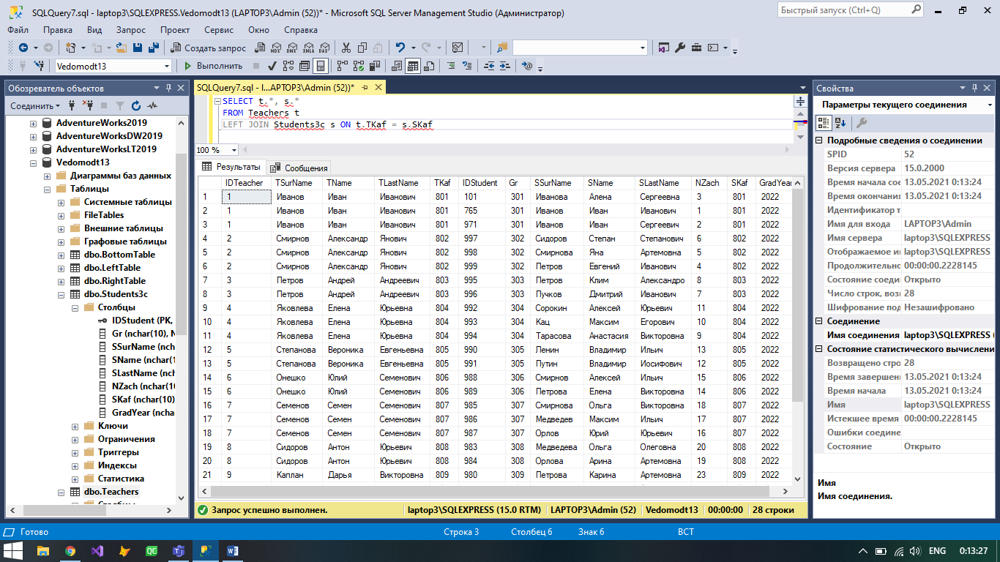 SQLQuery7.sql - laptop3\SQLEXPRESS.Vedomodt13 (LAPTOP3\Admin (52))* - Microsoft SQL Server Management Studio (Администратор)
Быстрый запуск (Ctrl+Q)
Файл Правка Вид Запрос Проект Сервис Окно Справка
Создать запрос MDX DMX XMLA DAX
Vedomodt13 Выполнить
Обозреватель объектов
Соединить
AdventureWorks2019
AdventureWorksDW2019
AdventureWorksLT2019
Vedomodt13
Диаграммы баз данных
Таблицы
Системные таблицы
FileTables
Внешние таблицы
Графовые таблицы
dbo.BottomTable
dbo.LeftTable
dbo.RightTable
dbo.Students3c
Столбцы
IDStudent (PK,
Gr (nchar(10), N
SSurName (nch
SName (nchar(1
SLastName (nch
NZach (nchar(10
SKaf (nchar(10)
GradYear (ncha
Ключи
Ограничения
Триггеры
Индексы
Статистика
dbo.Teachers
SQLQuery7.sql - l...APTOP3\Admin (52))*
SELECT t.*, s.*
FROM Teachers t
LEFT JOIN Students3c s ON t.TKaf = s.SKaf
100 %
Результаты Сообщения
IDTeacher TSurName TName TLastName TKaf IDStudent Gr SSurName SName SLastName NZach SKaf GradYear
1 1 Иванов Иван Иванович 801 101 301 Иванова Алена Сергеевна 3 801 2022
2 1 Иванов Иван Иванович 801 765 301 Иванов Иван Иванович 1 801 2022
3 1 Иванов Иван Иванович 801 971 301 Иванов Иван Сергеевич 2 801 2022
4 2 Смирнов Александр Янович 802 997 302 Сидоров Степан Степанович 6 802 2022
5 2 Смирнов Александр Янович 802 998 302 Смирнова Яна Артемовна 5 802 2022
6 2 Смирнов Александр Янович 802 999 302 Петров Евгений Иванович 4 802 2022
7 3 Петров Андрей Андреевич 803 995 303 Петров Клим Александро 8 803 2022
8 3 Петров Андрей Андреевич 803 996 303 Пучков Дмитрий Иванович 7 803 2022
9 4 Яковлева Елена Юрьевна 804 992 304 Сорокин Алексей Юрьевич 11 804 2022
10 4 Яковлева Елена Юрьевна 804 993 304 Кац Максим Егорович 10 804 2022
11 4 Яковлева Елена Юрьевна 804 994 304 Тарасова Анастасия Викторовна 9 804 2022
12 5 Степанова Вероника Евгеньевна 805 990 305 Ленин Владимир Ильич 13 805 2022
13 5 Степанова Вероника Евгеньевна 805 991 305 Путин Владимир Иосифович 12 805 2022
14 6 Онешко Юлий Семенович 806 988 306 Смирнов Алексей Ильич 15 806 2022
15 6 Онешко Юлий Семенович 806 989 306 Петрова Елена Викторовна 14 806 2022
16 7 Семенов Семен Семенович 807 985 307 Смирнова Ольга Викторовна 18 807 2022
17 7 Семенов Семен Семенович 807 986 307 Медведев Максим Ильич 17 807 2022
18 7 Семенов Семен Семенович 807 987 307 Орлов Юрий Юрьевич 16 807 2022
19 8 Сидоров Антон Юрьевич 808 983 308 Медведева Ольга Олеговна 20 808 2022
20 8 Сидоров Антон Юрьевич 808 984 308 Орлова Арина Артемовна 19 808 2022
21 9 Каплан Дарья Викторовна 809 980 309 Петрова Карина Артемовна 23 809 2022
Запрос успешно выполнен. laptop3\SQLEXPRESS (15.0 RTM) LAPTOP3\Admin (52) Vedomodt13 00:00:00 28 строки
Свойства
Параметры текущего соединения
Подробные сведения о соединении
SPID 52
Версия сервера 15.0.2000
Время начала сое 13.05.2021 0:13:24
Время окончания 13.05.2021 0:13:24
Идентификатор т
Имя для входа LAPTOP3\Admin
Имя сервера laptop3\SQLEXPRESS
Отображаемое и laptop3\SQLEXPRESS
Продолжительно 00:00:00.2228145
Состояние соеди Открыто
Число строк, воз 28
Шифрование под Незашифровано
Соединение
Имя соединения laptop3\SQLEXPRESS (
Состояние статистического вычислени
Возвращено стро 28
Время завершен 13.05.2021 0:13:24
Время начала 13.05.2021 0:13:24
Имя laptop3\SQLEXPRESS
Истекшее время 00:00:00.2228145
Ошибки соедине
Состояние Открыто
Имя
Имя соединения.
Готово Строка 3 Столбец 6 Знак 6 ВСТ
QC ENG 0:13:27